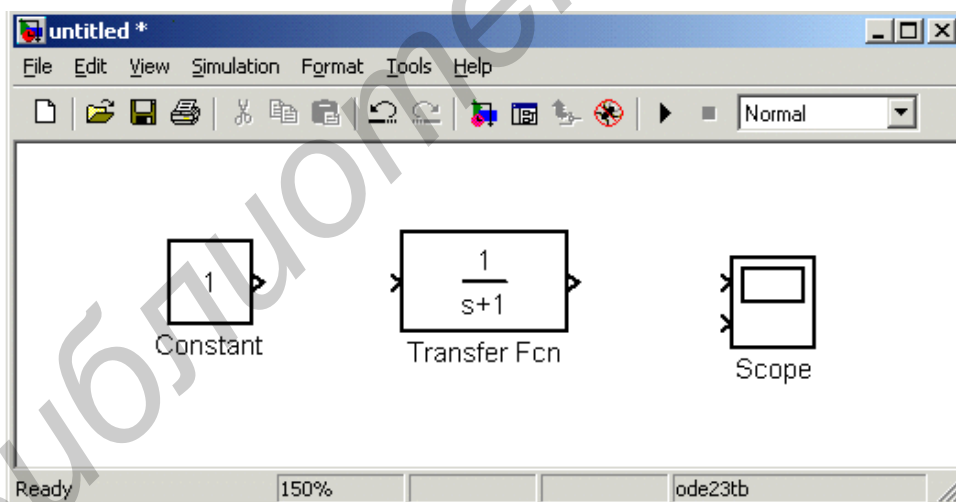 untitled *
File Edit View Simulation Format Tools Help
Normal
1
Constant
1
s+1
Transfer Fcn
Scope
Ready 150% ode23tb